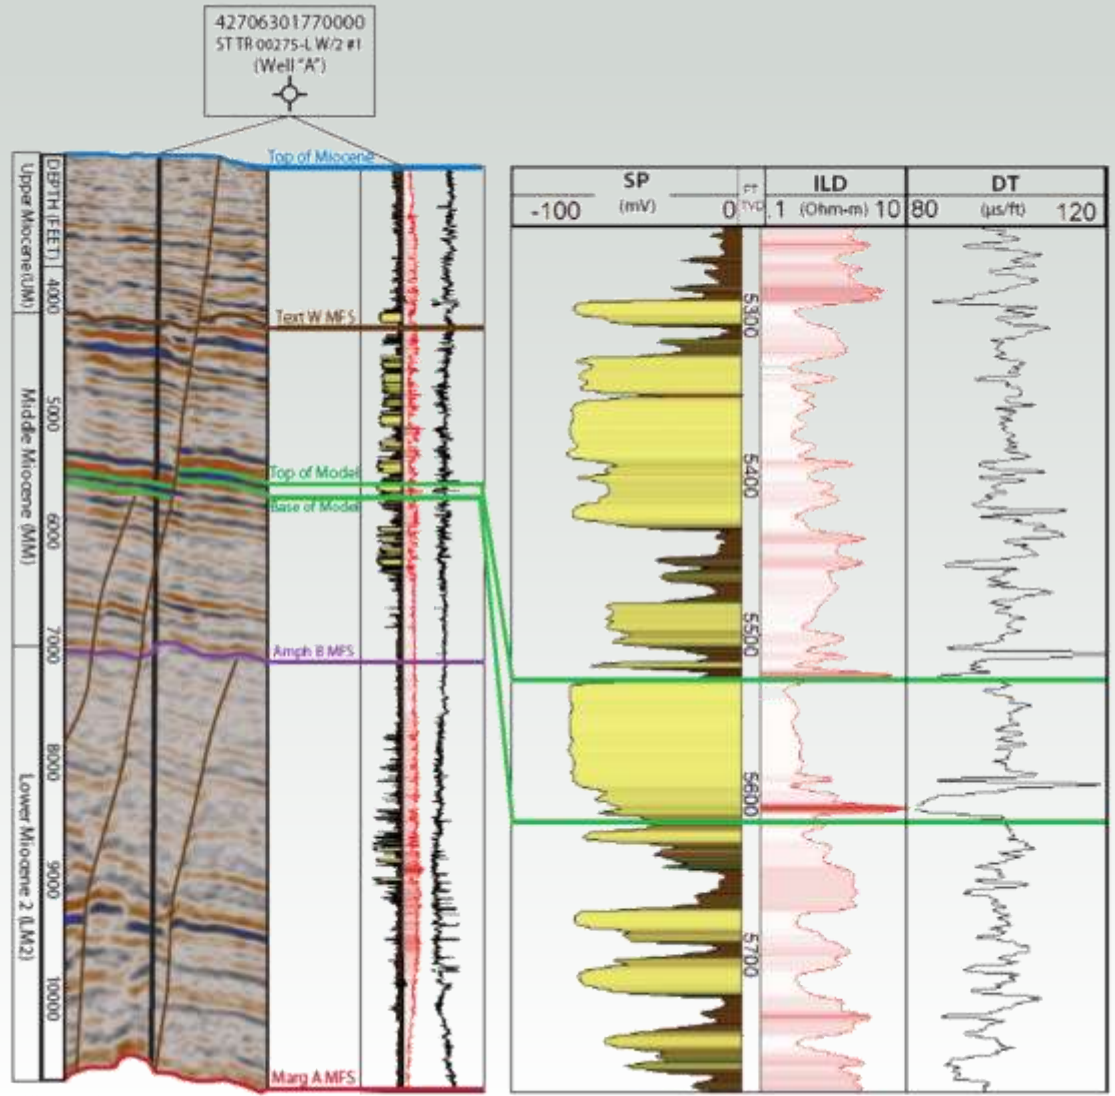 42706301770000
ST TR 00275-L W/2 #1
(Well "A")
Top of Miocene
Upper Miocene (UM)
DEPTH (FEET)
4000
Text W MFS
Middle Miocene (MM)
5000
Top of Model
Base of Model
6000
7000
Amph B MFS
Lower Miocene 2 (LM2)
8000
9000
10000
Marg A MFS
SP
(mV)
-100
0
FT
TVD
ILD
.1 (Ohm-m) 10
DT
80 (µs/ft) 120
5300
5400
5500
5600
5700